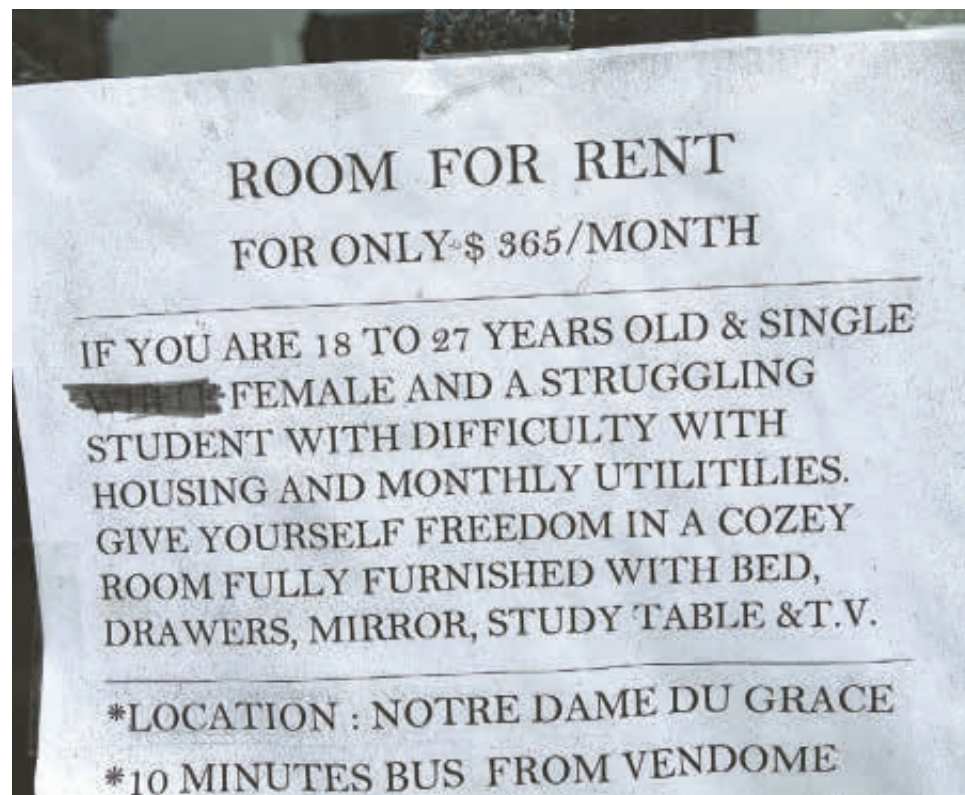 ROOM FOR RENT
FOR ONLY $ 365/MONTH
IF YOU ARE 18 TO 27 YEARS OLD & SINGLE
FEMALE AND A STRUGGLING
STUDENT WITH DIFFICULTY WITH
HOUSING AND MONTHLY UTILITILIES.
GIVE YOURSELF FREEDOM IN A COZEY
ROOM FULLY FURNISHED WITH BED,
DRAWERS, MIRROR, STUDY TABLE &T.V.
*LOCATION : NOTRE DAME DU GRACE
*10 MINUTES BUS FROM VENDOME